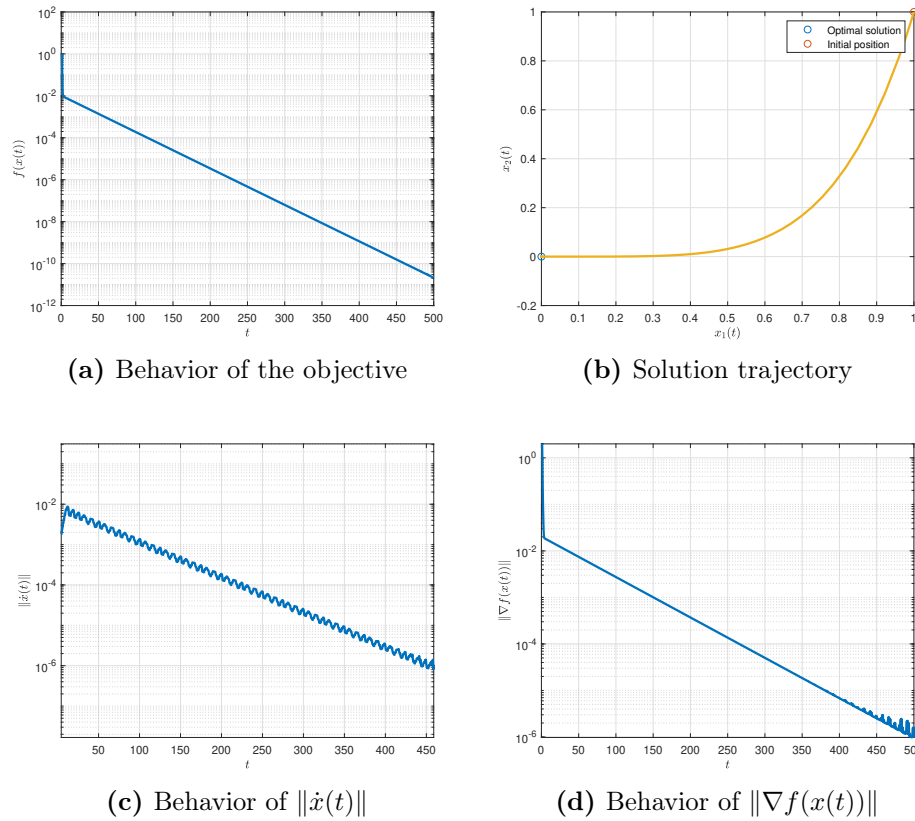 10^2
10^0
10^-2
10^-4
10^-6
10^-8
10^-10
10^-12
f(x(t))
0 50 100 150 200 250 300 350 400 450 500
t
(a) Behavior of the objective
1
0.8
0.6
0.4
0.2
0
-0.2
x_2(t)
Optimal solution
Initial position
0 0.1 0.2 0.3 0.4 0.5 0.6 0.7 0.8 0.9 1
x_1(t)
(b) Solution trajectory
10^-2
10^-4
10^-6
‖ẋ(t)‖
50 100 150 200 250 300 350 400 450
t
(c) Behavior of ‖ẋ(t)‖
10^0
10^-2
10^-4
10^-6
‖∇f(x(t))‖
0 50 100 150 200 250 300 350 400 450 500
t
(d) Behavior of ‖∇f(x(t))‖